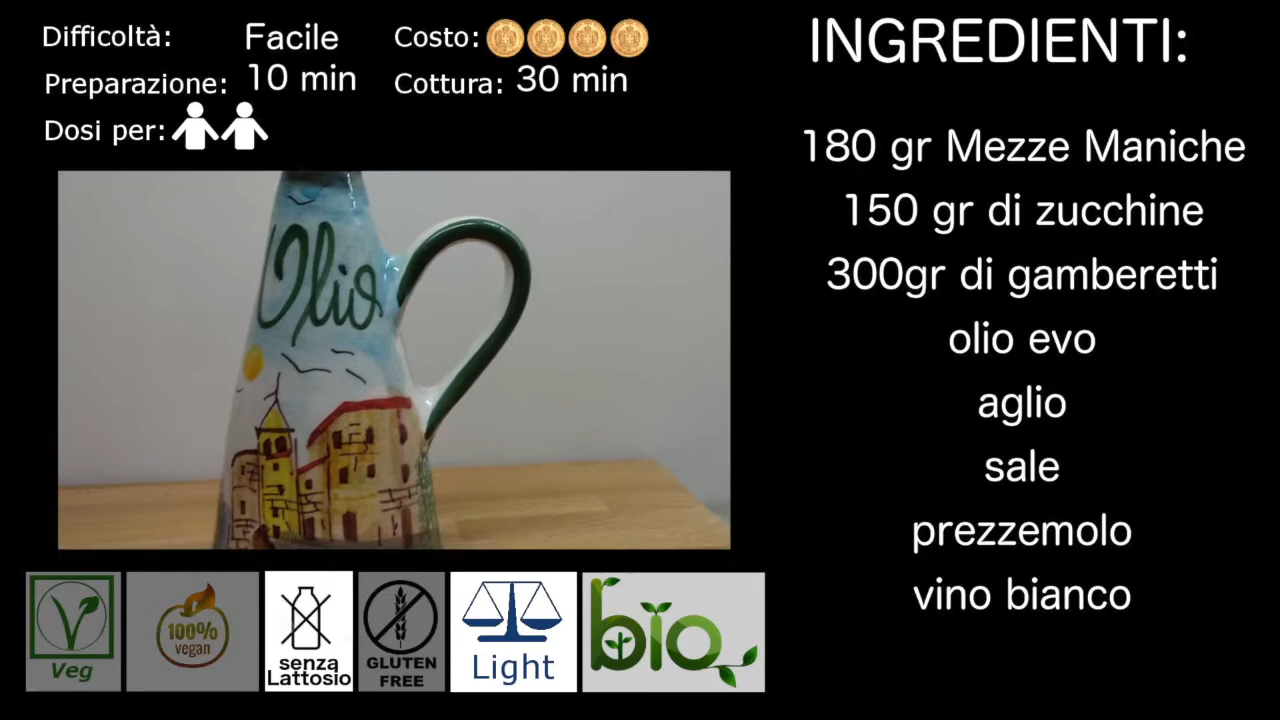 Difficoltà: Facile Costo:
Preparazione: 10 min Cottura: 30 min
Dosi per:
Olio
INGREDIENTI:
180 gr Mezze Maniche
150 gr di zucchine
300gr di gamberetti
olio evo
aglio
sale
prezzemolo
vino bianco
Veg
100%
vegan
senza
Lattosio
GLUTEN
FREE
Light
bio